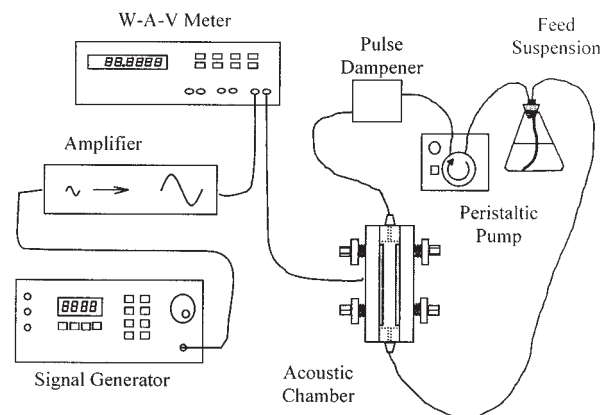 W-A-V Meter
Feed
Suspension
Pulse
Dampener
88.8888
Amplifier
Peristaltic
Pump
8888
Signal Generator
Acoustic
Chamber